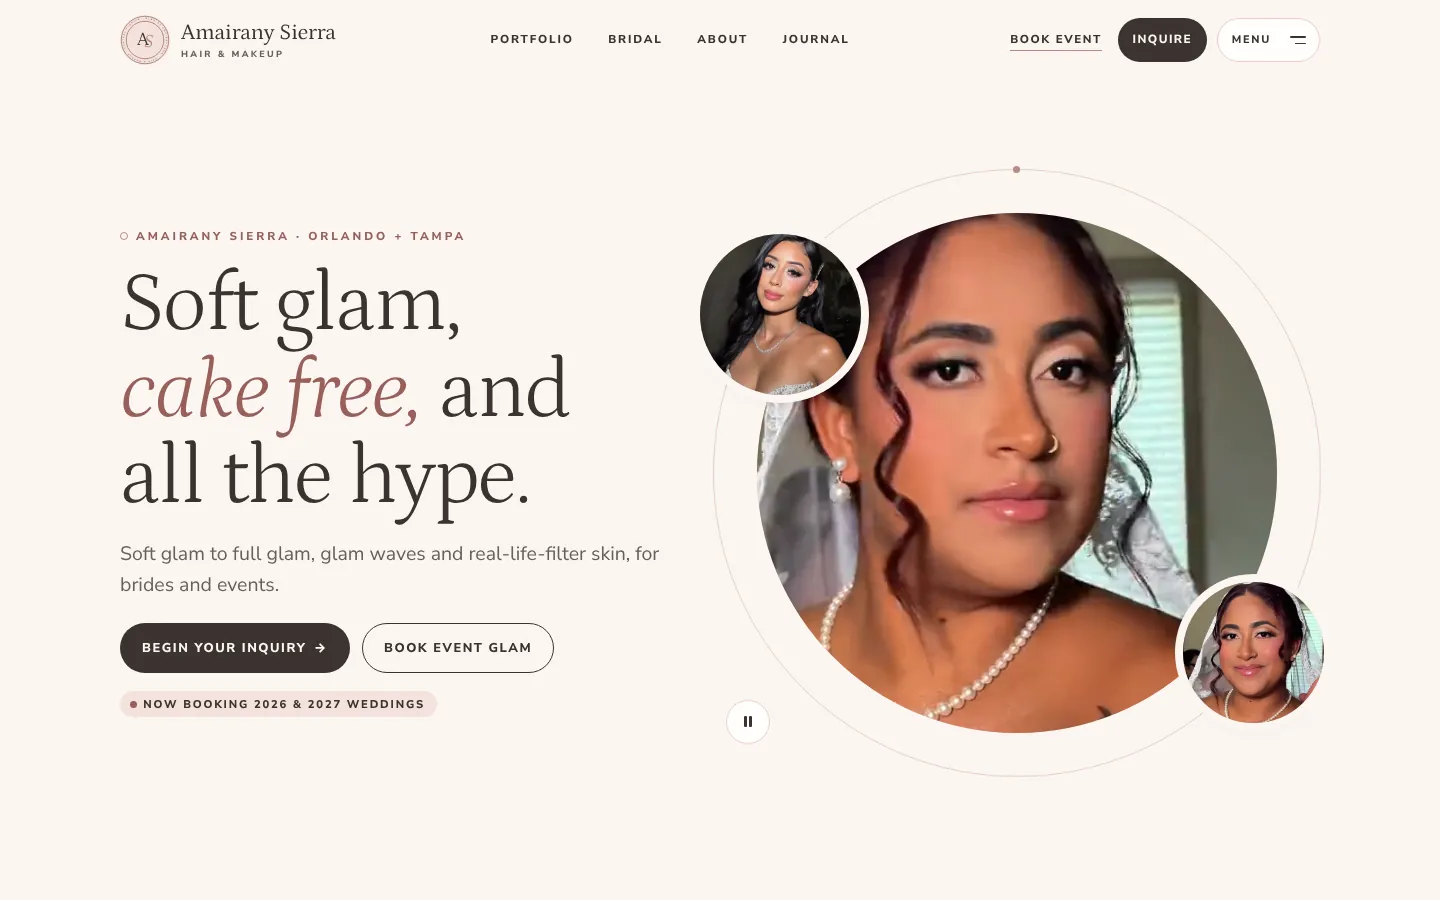 AS
Amairany Sierra
HAIR & MAKEUP
PORTFOLIO
BRIDAL
ABOUT
JOURNAL
BOOK EVENT
INQUIRE
MENU
AMAIRANY SIERRA · ORLANDO + TAMPA
Soft glam,
cake free, and
all the hype.
Soft glam to full glam, glam waves and real-life-filter skin, for
brides and events.
BEGIN YOUR INQUIRY →
BOOK EVENT GLAM
NOW BOOKING 2026 & 2027 WEDDINGS